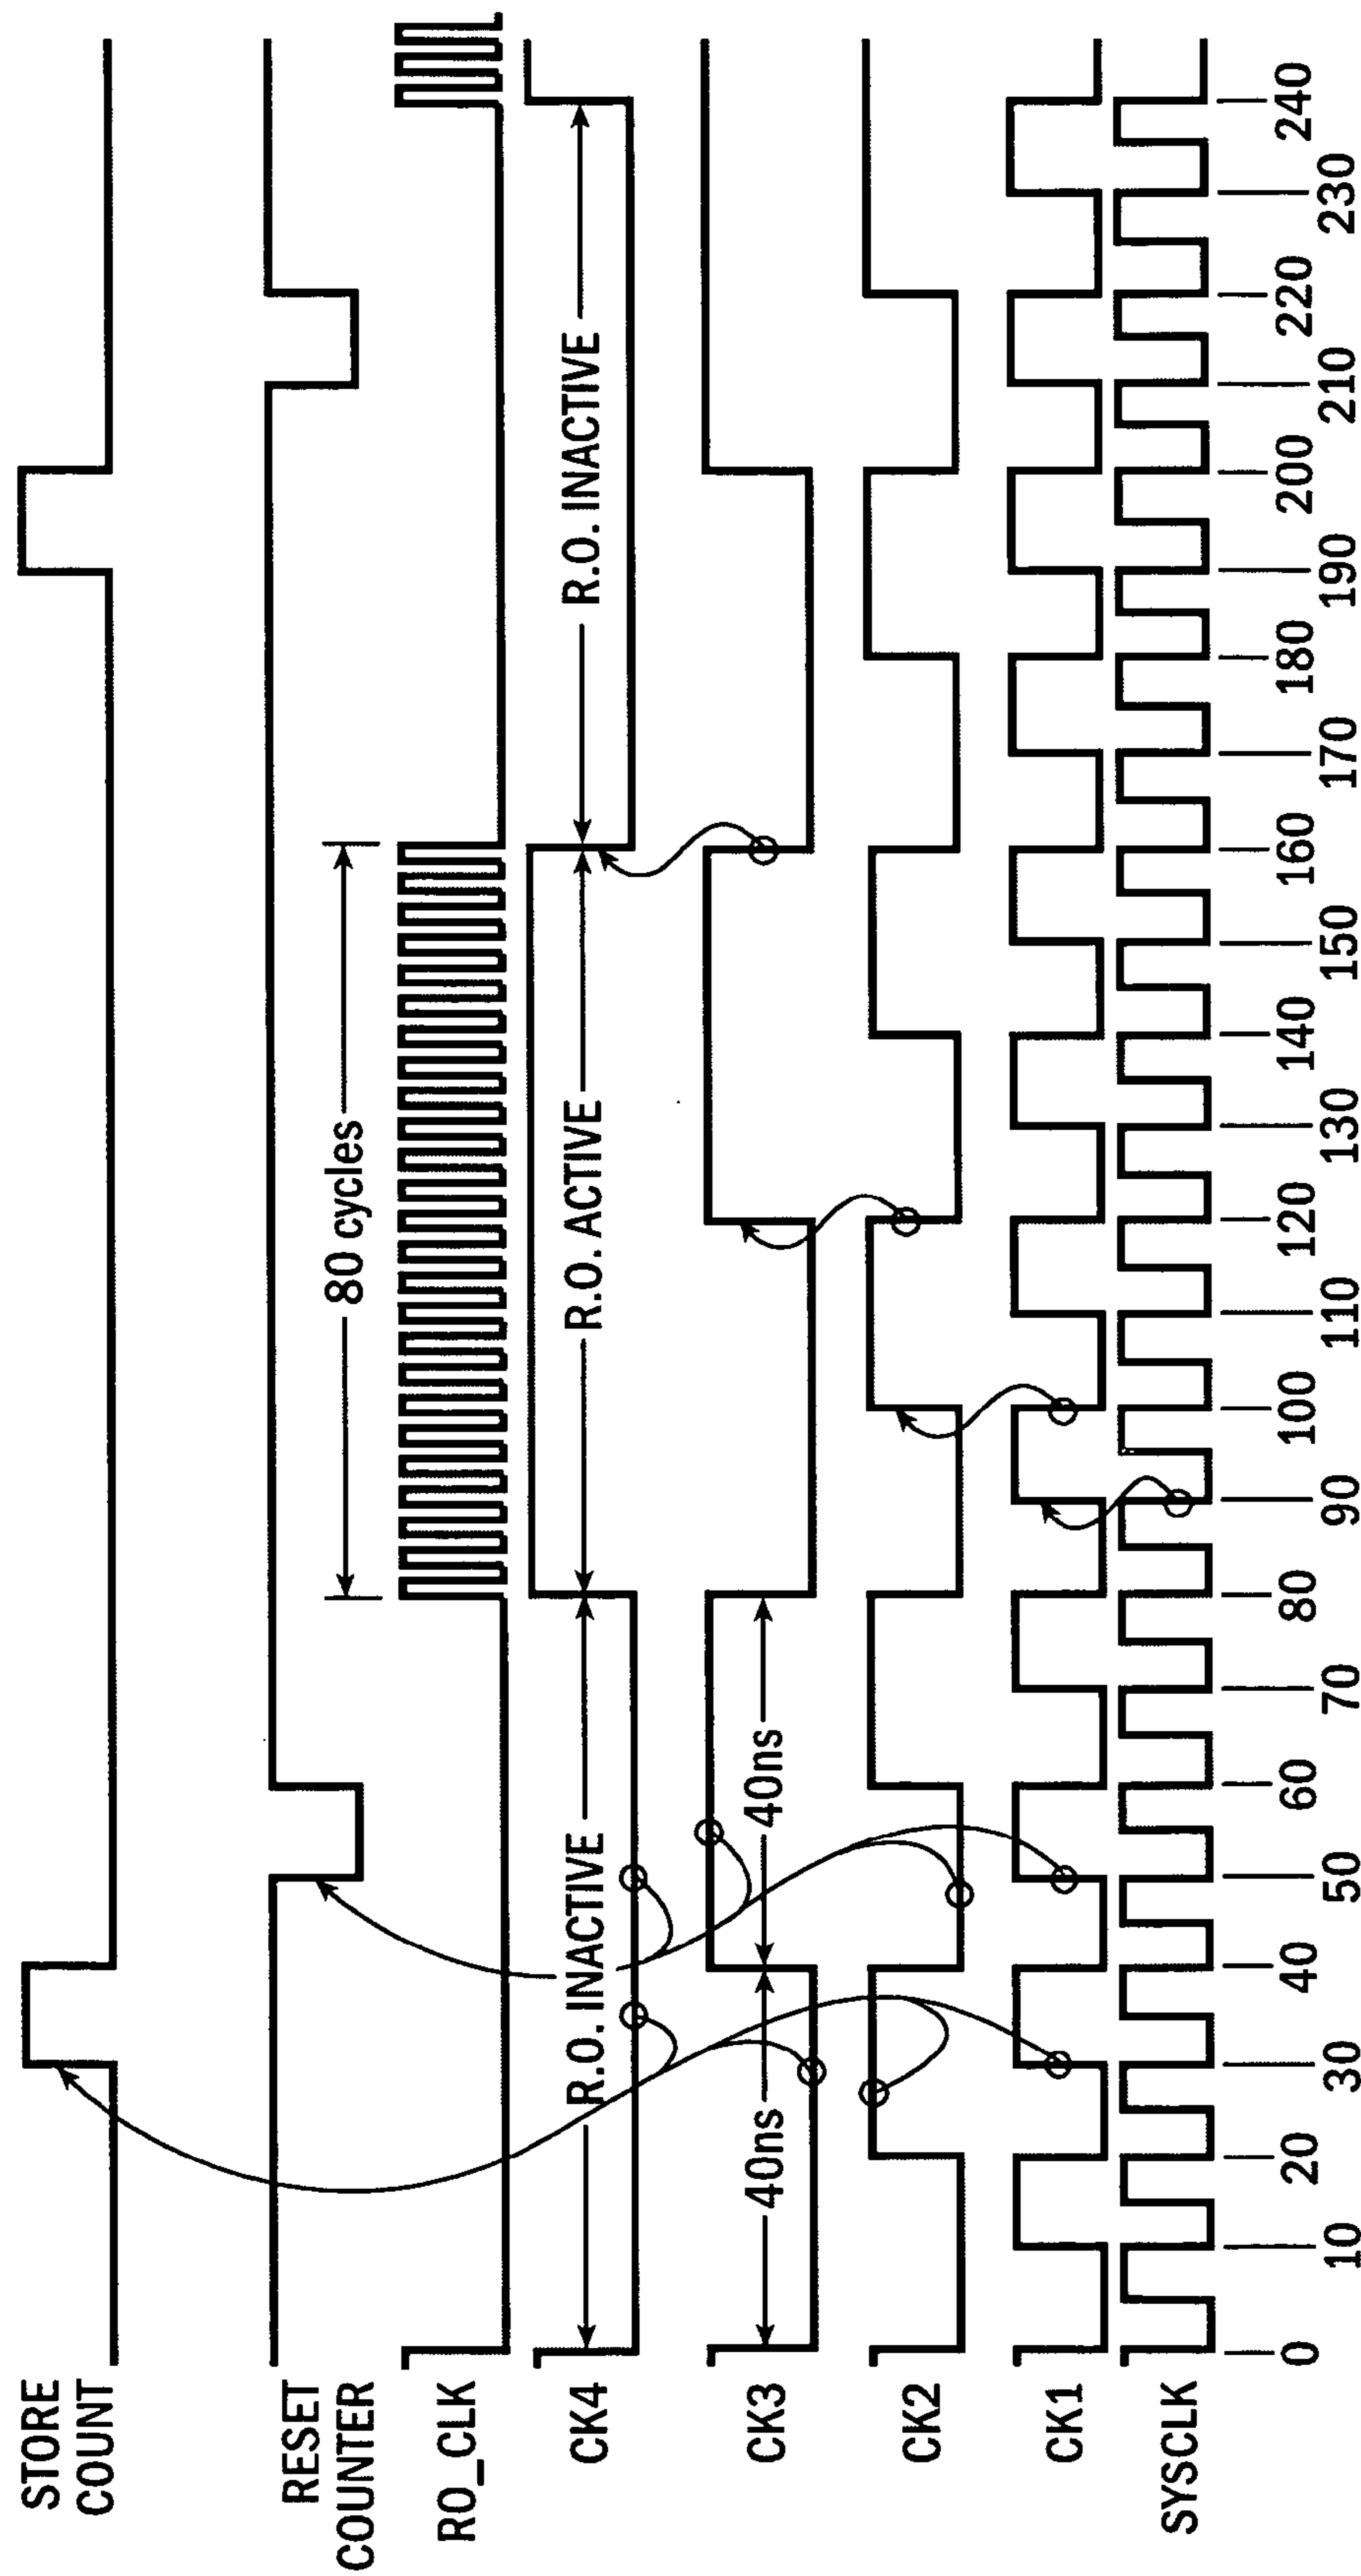 STORE
COUNT
RESET
COUNTER
80 cycles
RO_CLK
CK4
R.O. INACTIVE
R.O. ACTIVE
R.O. INACTIVE
CK3
40ns
40ns
CK2
CK1
SYSCLK
0
10
20
30
40
50
60
70
80
90
100
110
120
130
140
150
160
170
180
190
200
210
220
230
240